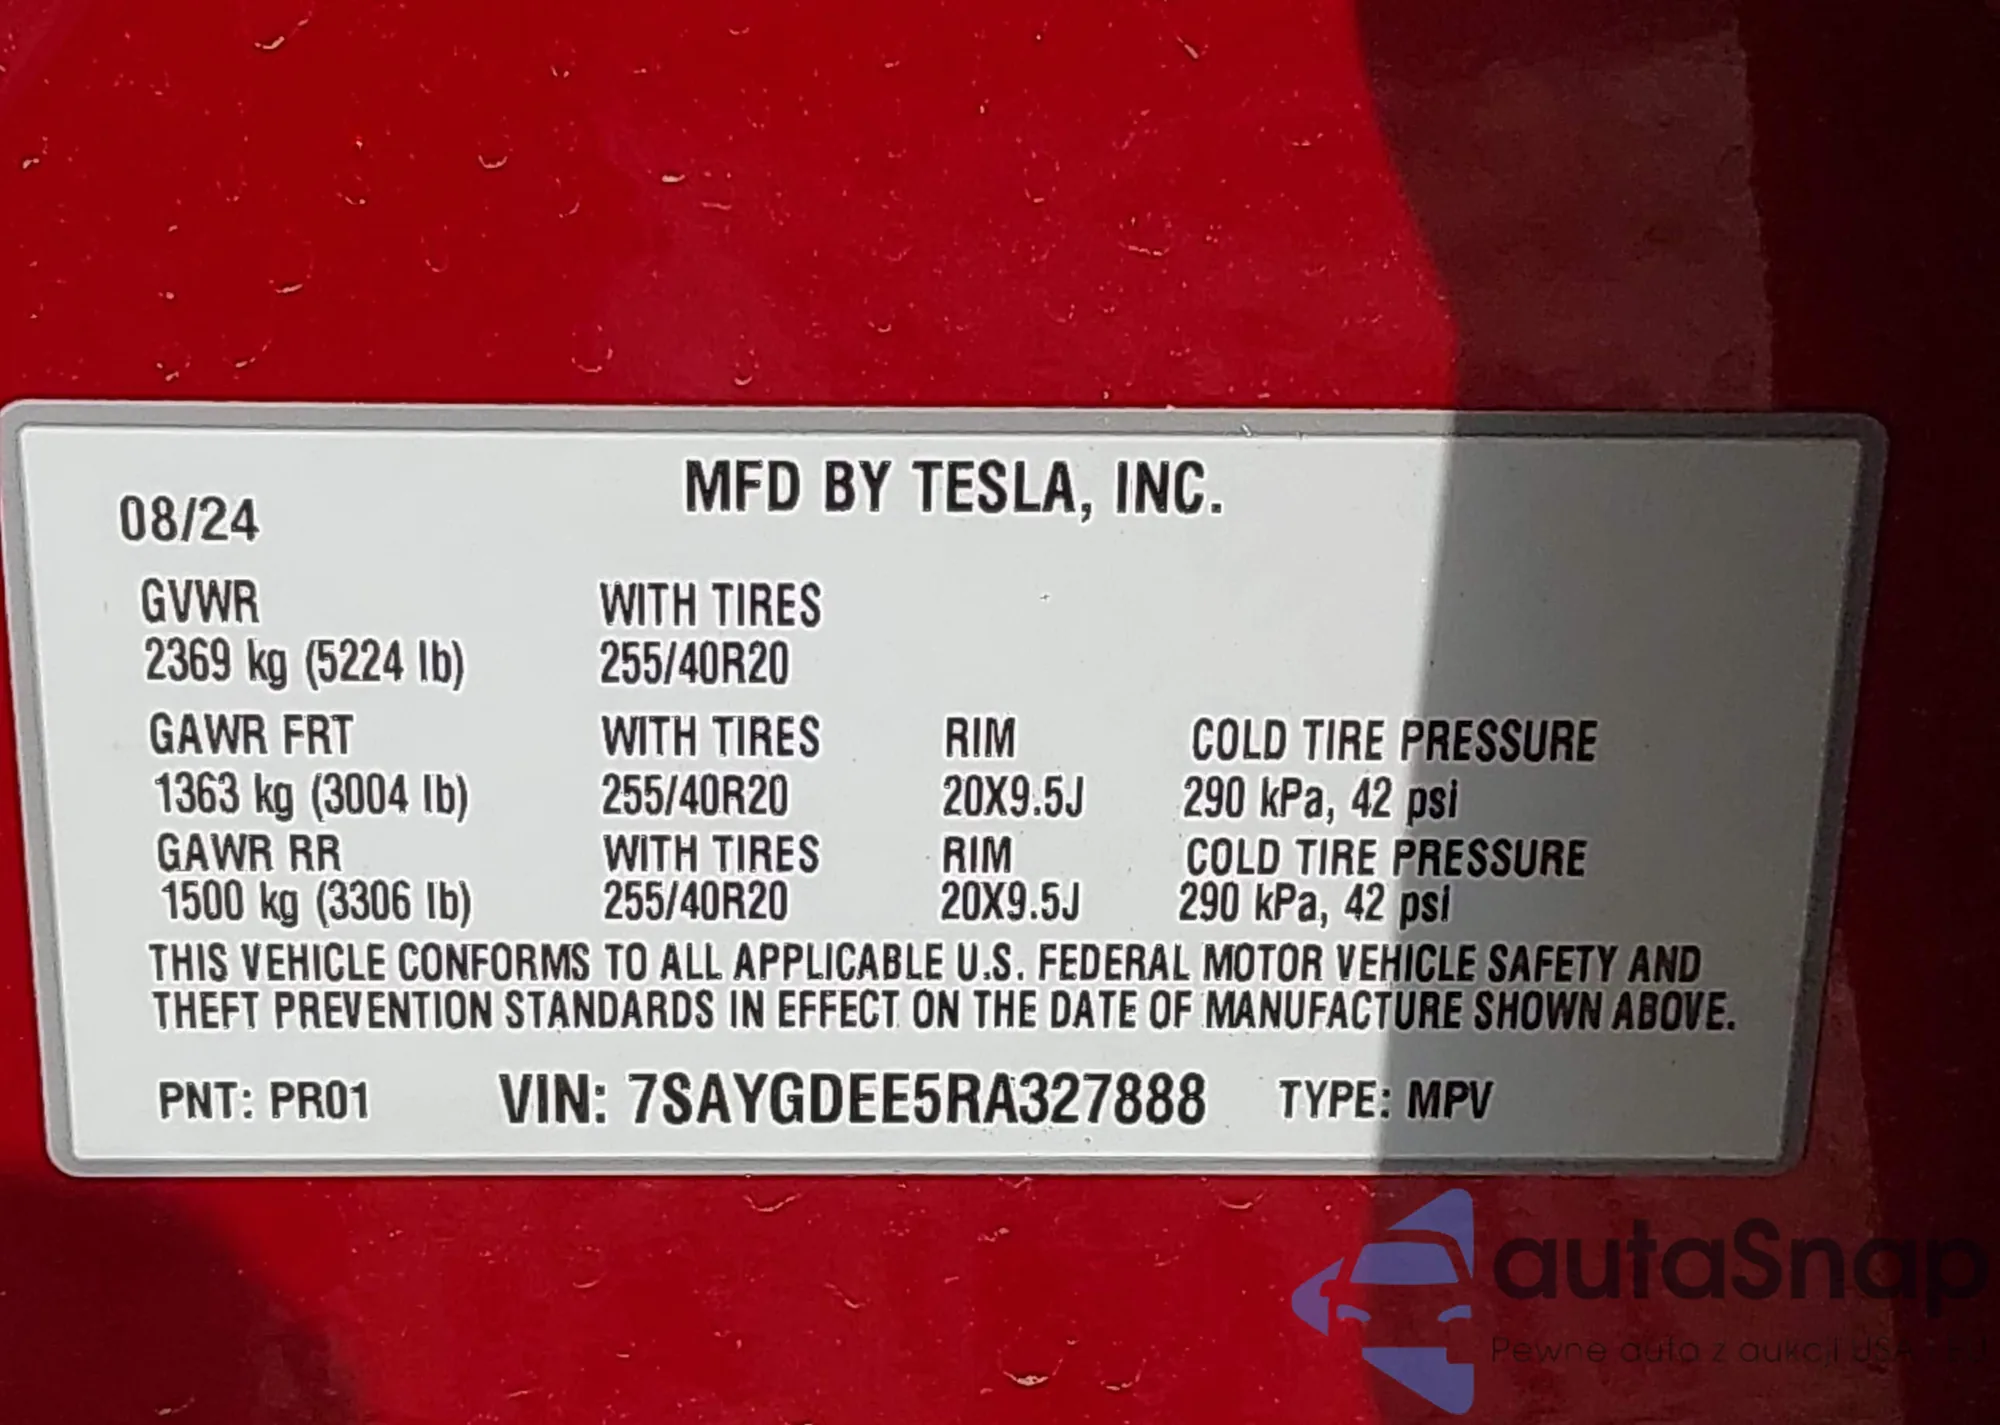 MFD BY TESLA, INC.
08/24
GVWR WITH TIRES
2369 kg (5224 lb) 255/40R20
GAWR FRT WITH TIRES RIM COLD TIRE PRESSURE
1363 kg (3004 lb) 255/40R20 20X9.5J 290 kPa, 42 psi
GAWR RR WITH TIRES RIM COLD TIRE PRESSURE
1500 kg (3306 lb) 255/40R20 20X9.5J 290 kPa, 42 psi
THIS VEHICLE CONFORMS TO ALL APPLICABLE U.S. FEDERAL MOTOR VEHICLE SAFETY AND
THEFT PREVENTION STANDARDS IN EFFECT ON THE DATE OF MANUFACTURE SHOWN ABOVE.
PNT: PR01 VIN: 7SAYGDEE5RA327888 TYPE: MPV
autaSnap
Pewne auto z aukcji